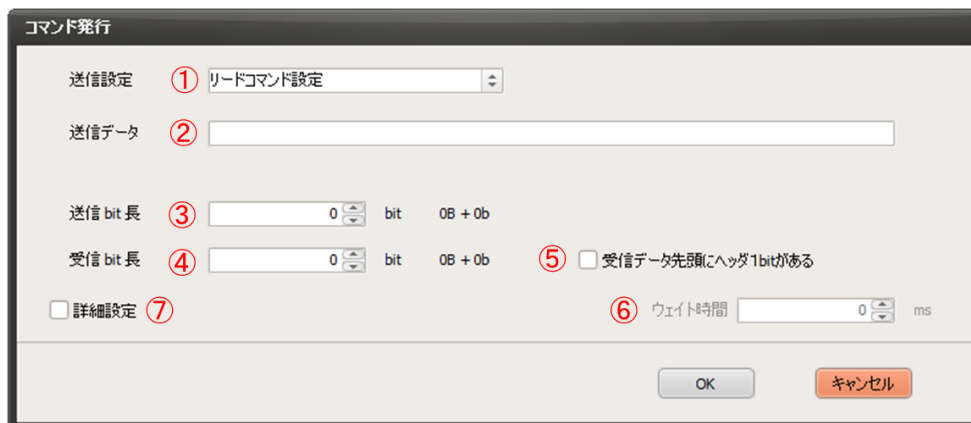 コマンド発行
送信設定 ① リードコマンド設定
送信データ ②
送信 bit 長 ③ 0 bit 0B + 0b
受信 bit 長 ④ 0 bit 0B + 0b ⑤ 受信データ先頭にヘッダ1bitがある
詳細設定 ⑦ ⑥ ウェイト時間 0 ms
OK キャンセル